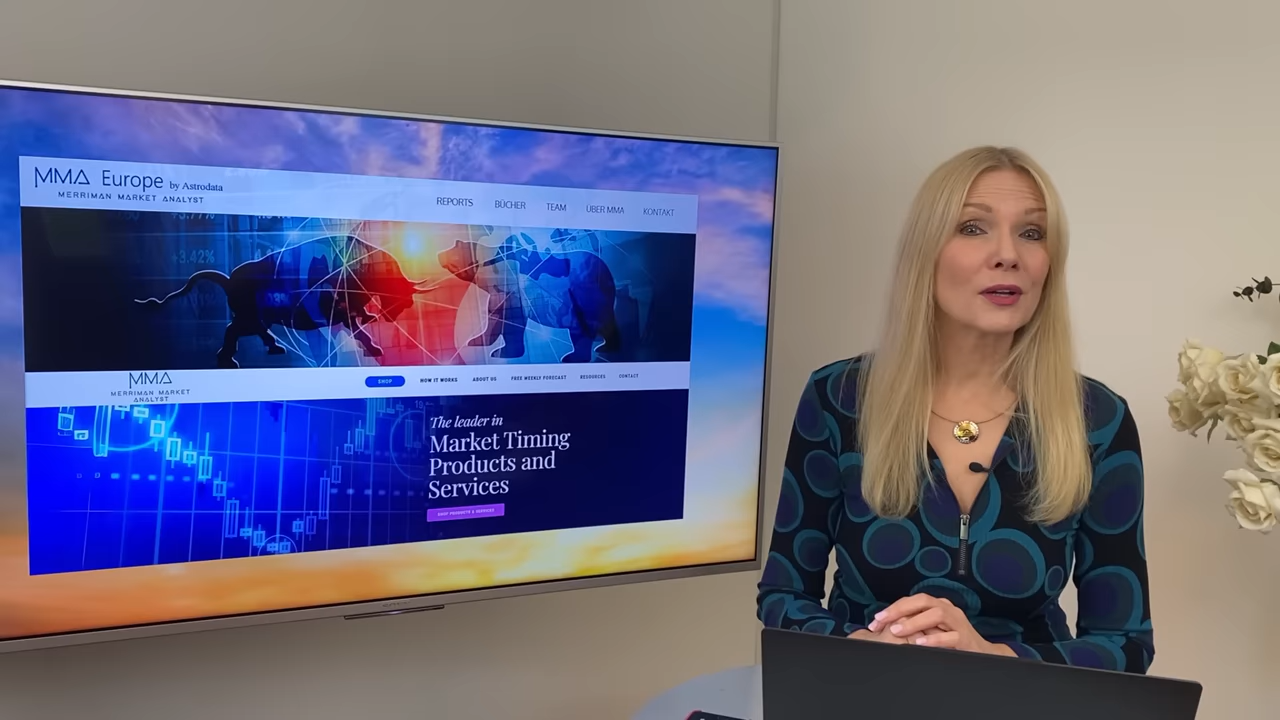 MMA Europe by Astrodata
MERRIMAN MARKET ANALYST
REPORTS BÜCHER TEAM ÜBER MMA KONTAKT
+3.42%
MMA
MERRIMAN MARKET
ANALYST
SHOP HOW IT WORKS ABOUT US FREE WEEKLY FORECAST RESOURCES CONTACT
The leader in
Market Timing
Products and
Services
SHOP PRODUCTS & SERVICES